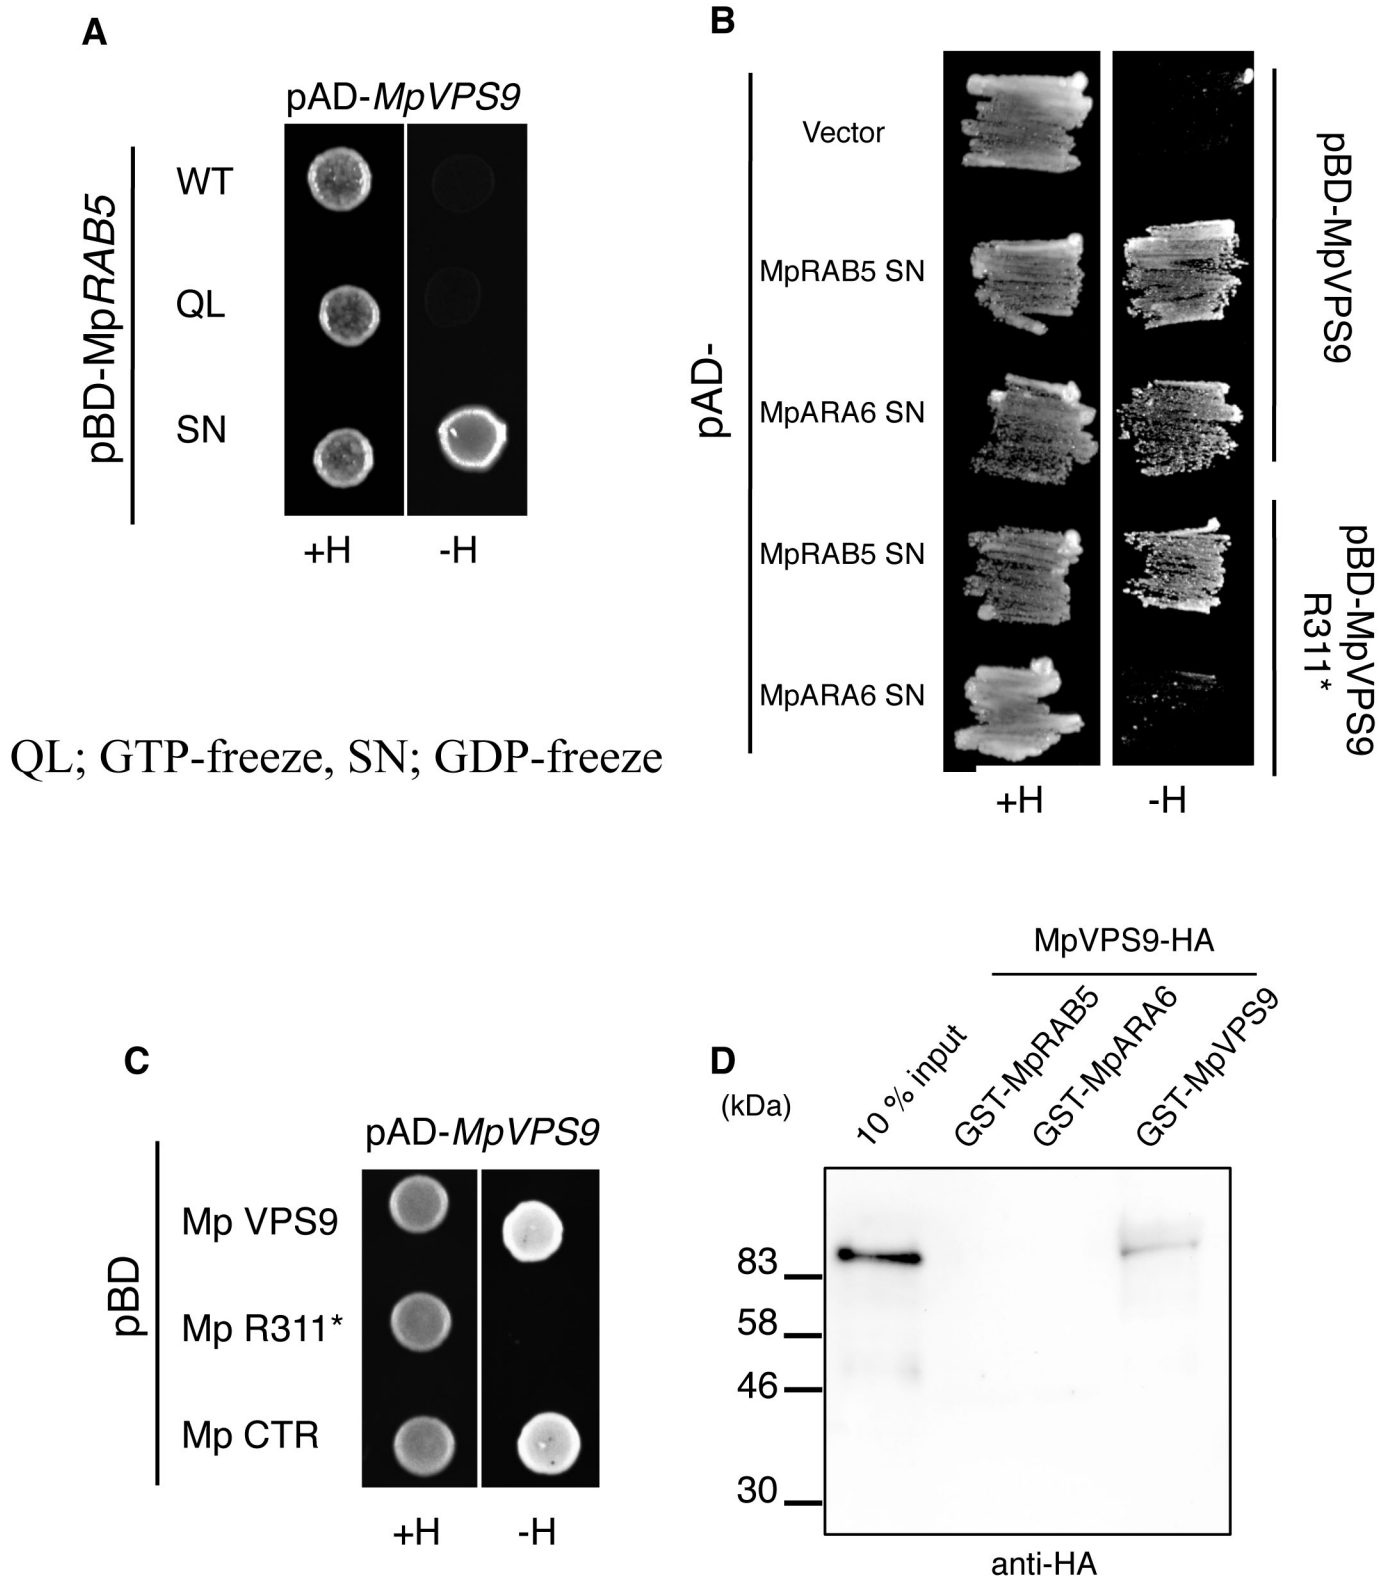 A
pAD-MpVPS9
pBD-MpRAB5
WT
QL
SN
+H
-H
QL; GTP-freeze, SN; GDP-freeze
B
pAD-
Vector
MpRAB5 SN
MpARA6 SN
MpRAB5 SN
MpARA6 SN
pBD-MpVPS9
pBD-MpVPS9
R311*
+H
-H
C
pAD-MpVPS9
pBD
Mp VPS9
Mp R311*
Mp CTR
+H
-H
D
MpVPS9-HA
(kDa)
10 % input
GST-MpRAB5
GST-MpARA6
GST-MpVPS9
83
58
46
30
anti-HA